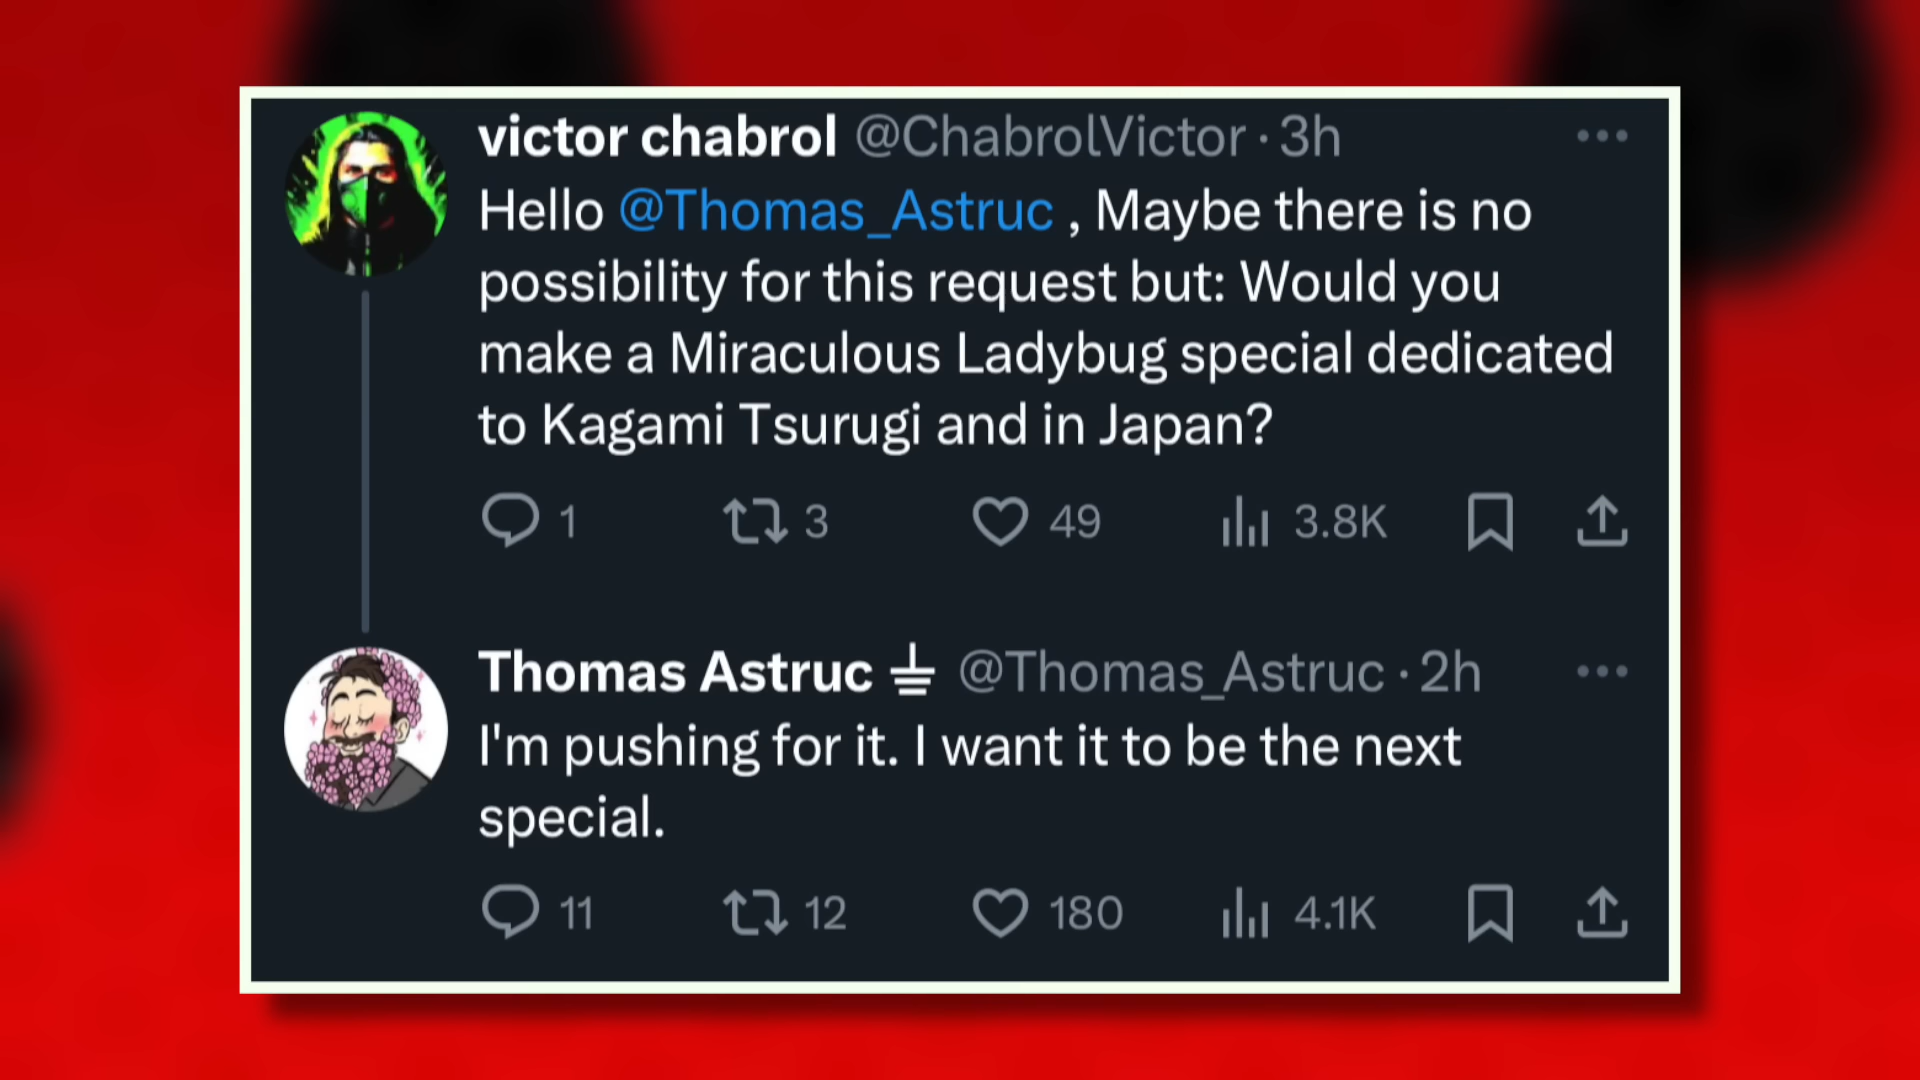 victor chabrol @ChabrolVictor · 3h
Hello @Thomas_Astruc , Maybe there is no
possibility for this request but: Would you
make a Miraculous Ladybug special dedicated
to Kagami Tsurugi and in Japan?
1 3 49 3.8K
Thomas Astruc ⏚ @Thomas_Astruc · 2h
I'm pushing for it. I want it to be the next
special.
11 12 180 4.1K